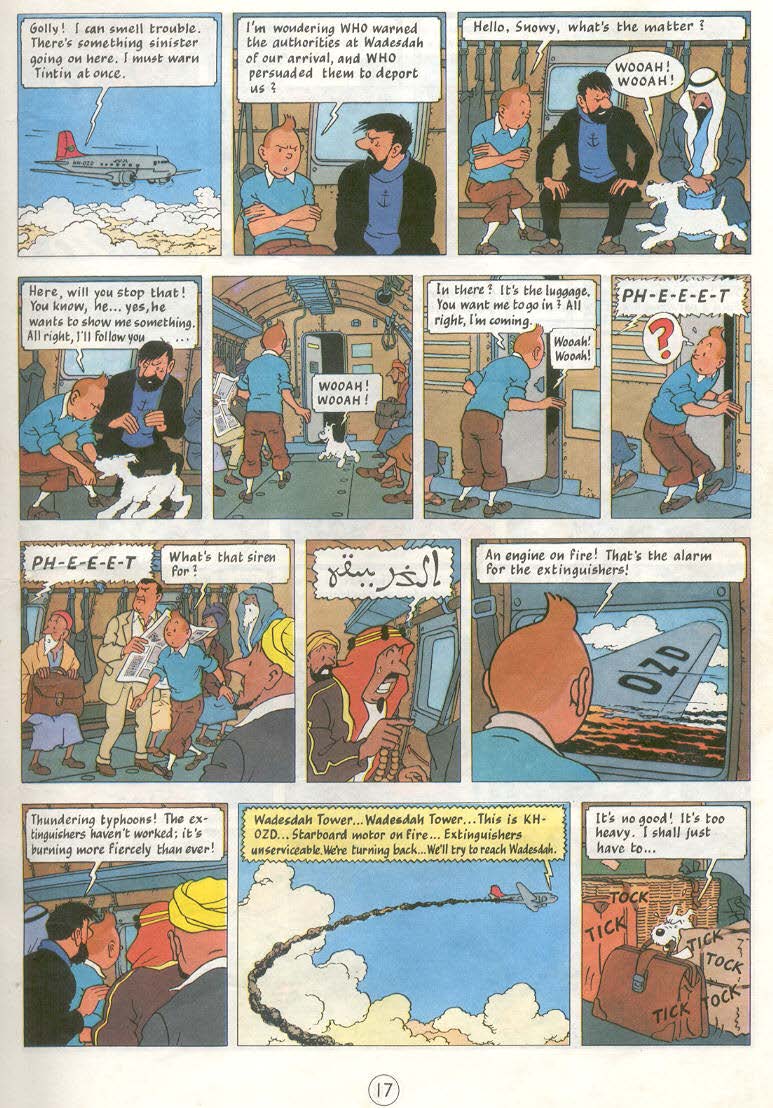 Golly! I can smell trouble.
There's something sinister
going on here. I must warn
Tintin at once.
I'm wondering WHO warned
the authorities at Wadesdah
of our arrival, and WHO
persuaded them to deport
us?
Hello, Snowy, what's the matter?
WOOAH!
WOOAH!
Here, will you stop that!
You know, he... yes, he
wants to show me something.
All right, I'll follow you ...
WOOAH!
WOOAH!
In there? It's the luggage.
You want me to go in? All
right, I'm coming.
Wooah!
Wooah!
PH-E-E-E-T
?
PH-E-E-E-T
What's that siren
for?
An engine on fire! That's the alarm
for the extinguishers!
OZD
Thundering typhoons! The ex-
tinguishers haven't worked; it's
burning more fiercely than ever!
Wadesdah Tower...Wadesdah Tower...This is KH-
OZD... Starboard motor on fire... Extinguishers
unserviceable. We're turning back...We'll try to reach Wadesdah.
It's no good! It's too
heavy. I shall just
have to...
TOCK
TICK
TICK
TOCK
TICK TOCK
17